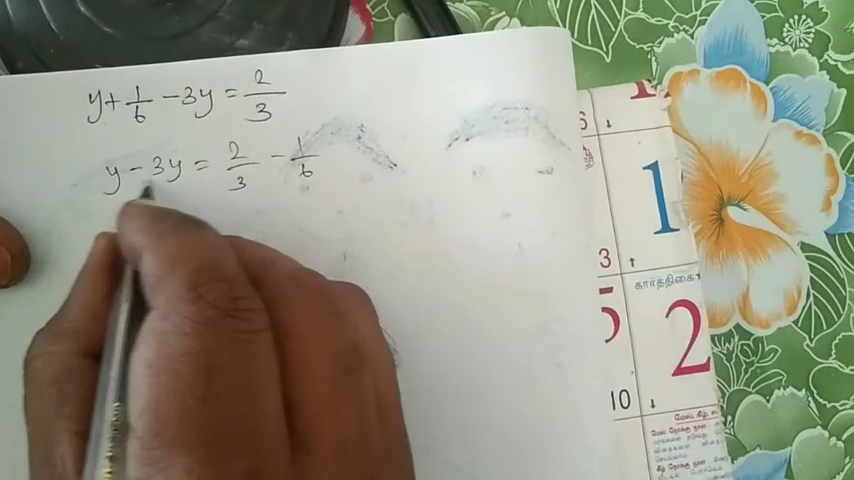 y + 1/6 - 3y = 2/3
y - 3y = 2/3 - 1/6
1
3
கார்த்திகை
2
10
மேல் நோக்கு நாள்